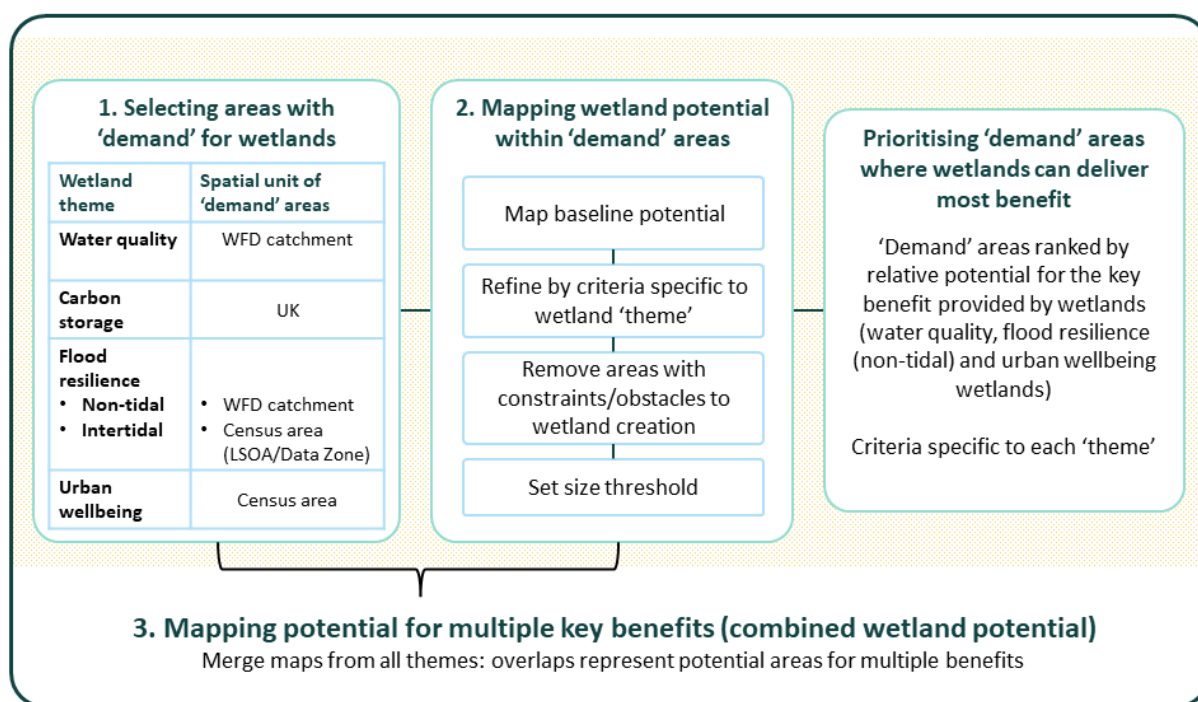 1. Selecting areas with
‘demand’ for wetlands
Wetland
theme
Spatial unit of
‘demand’ areas
Water quality
WFD catchment
Carbon
storage
UK
Flood
resilience
• Non-tidal
• Intertidal
• WFD catchment
• Census area
(LSOA/Data Zone)
Urban
wellbeing
Census area
2. Mapping wetland potential
within ‘demand’ areas
Map baseline potential
Refine by criteria specific to
wetland ‘theme’
Remove areas with
constraints/obstacles to
wetland creation
Set size threshold
Prioritising ‘demand’ areas
where wetlands can deliver
most benefit
‘Demand’ areas ranked by
relative potential for the key
benefit provided by wetlands
(water quality, flood resilience
(non-tidal) and urban wellbeing
wetlands)
Criteria specific to each ‘theme’
3. Mapping potential for multiple key benefits (combined wetland potential)
Merge maps from all themes: overlaps represent potential areas for multiple benefits